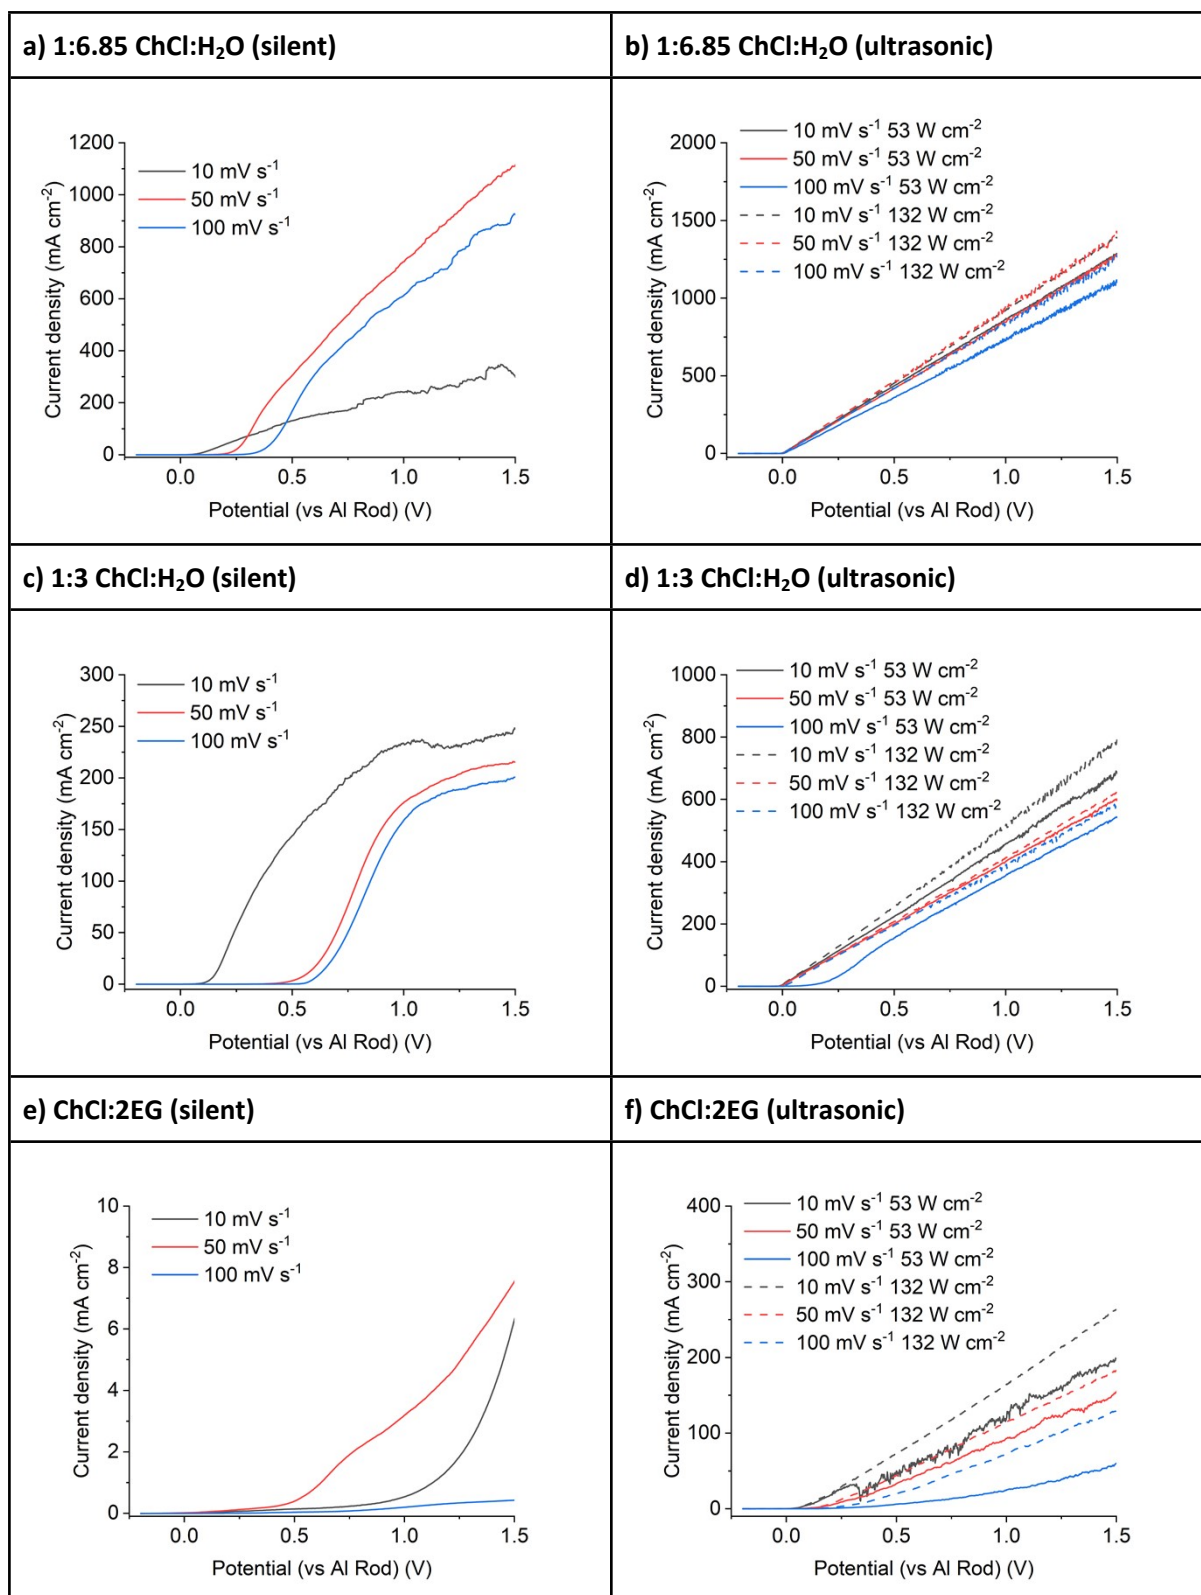 a) 1:6.85 ChCl:H₂O (silent)
b) 1:6.85 ChCl:H₂O (ultrasonic)
1200
1000
800
600
400
200
0
Current density (mA cm⁻²)
10 mV s⁻¹
50 mV s⁻¹
100 mV s⁻¹
0.0
0.5
1.0
1.5
Potential (vs Al Rod) (V)
2000
1500
1000
500
0
Current density (mA cm⁻²)
10 mV s⁻¹ 53 W cm⁻²
50 mV s⁻¹ 53 W cm⁻²
100 mV s⁻¹ 53 W cm⁻²
10 mV s⁻¹ 132 W cm⁻²
50 mV s⁻¹ 132 W cm⁻²
100 mV s⁻¹ 132 W cm⁻²
0.0
0.5
1.0
1.5
Potential (vs Al Rod) (V)
c) 1:3 ChCl:H₂O (silent)
d) 1:3 ChCl:H₂O (ultrasonic)
300
250
200
150
100
50
0
Current density (mA cm⁻²)
10 mV s⁻¹
50 mV s⁻¹
100 mV s⁻¹
0.0
0.5
1.0
1.5
Potential (vs Al Rod) (V)
1000
800
600
400
200
0
Current density (mA cm⁻²)
10 mV s⁻¹ 53 W cm⁻²
50 mV s⁻¹ 53 W cm⁻²
100 mV s⁻¹ 53 W cm⁻²
10 mV s⁻¹ 132 W cm⁻²
50 mV s⁻¹ 132 W cm⁻²
100 mV s⁻¹ 132 W cm⁻²
0.0
0.5
1.0
1.5
Potential (vs Al Rod) (V)
e) ChCl:2EG (silent)
f) ChCl:2EG (ultrasonic)
10
8
6
4
2
0
Current density (mA cm⁻²)
10 mV s⁻¹
50 mV s⁻¹
100 mV s⁻¹
0.0
0.5
1.0
1.5
Potential (vs Al Rod) (V)
400
300
200
100
0
Current density (mA cm⁻²)
10 mV s⁻¹ 53 W cm⁻²
50 mV s⁻¹ 53 W cm⁻²
100 mV s⁻¹ 53 W cm⁻²
10 mV s⁻¹ 132 W cm⁻²
50 mV s⁻¹ 132 W cm⁻²
100 mV s⁻¹ 132 W cm⁻²
0.0
0.5
1.0
1.5
Potential (vs Al Rod) (V)